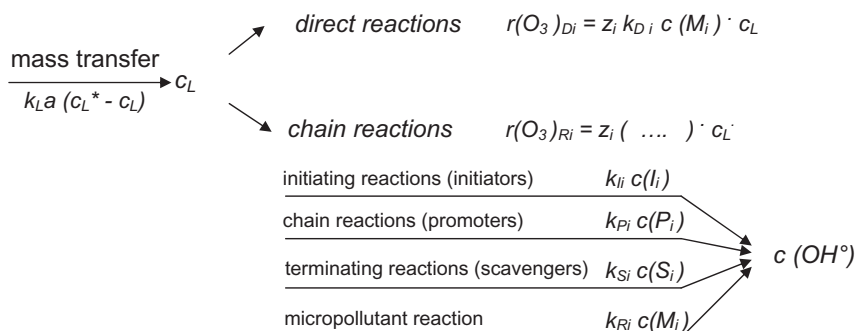 direct reactions r(O₃)Di = zi kD i c (Mi) · cL
mass transfer cL
kLa (cL* - cL)
chain reactions r(O₃)Ri = zi ( .... ) · cL·
initiating reactions (initiators) kIi c(Ii)
chain reactions (promoters) kPi c(Pi)
c (OH°)
terminating reactions (scavengers) kSi c(Si)
micropollutant reaction kRi c(Mi)